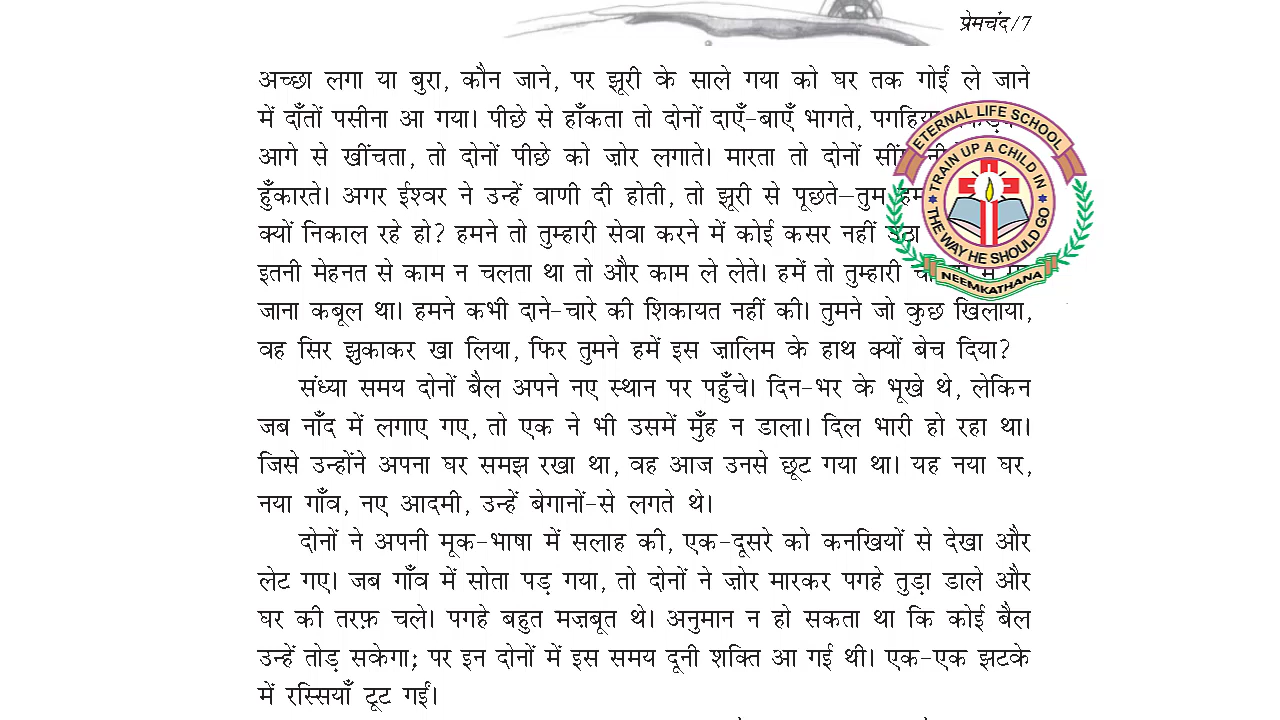 प्रेमचंद/7
अच्छा लगा या बुरा, कौन जाने, पर झूरी के साले गया को घर तक गोईं ले जाने
में दाँतों पसीना आ गया। पीछे से हाँकता तो दोनों दाएँ-बाएँ भागते,
आगे से खींचता, तो दोनों पीछे को ज़ोर लगाते। मारता तो दोनों
हुँकारते। अगर ईश्वर ने उन्हें वाणी दी होती, तो झूरी से पूछते—तुम
क्यों निकाल रहे हो? हमने तो तुम्हारी सेवा करने में कोई कसर नहीं
इतनी मेहनत से काम न चलता था तो और काम ले लेते। हमें तो तुम्हारी
जाना कबूल था। हमने कभी दाने-चारे की शिकायत नहीं की। तुमने जो कुछ खिलाया,
वह सिर झुकाकर खा लिया, फिर तुमने हमें इस ज़ालिम के हाथ क्यों बेच दिया?
संध्या समय दोनों बैल अपने नए स्थान पर पहुँचे। दिन-भर के भूखे थे, लेकिन
जब नाँद में लगाए गए, तो एक ने भी उसमें मुँह न डाला। दिल भारी हो रहा था।
जिसे उन्होंने अपना घर समझ रखा था, वह आज उनसे छूट गया था। यह नया घर,
नया गाँव, नए आदमी, उन्हें बेगानों-से लगते थे।
दोनों ने अपनी मूक-भाषा में सलाह की, एक-दूसरे को कनखियों से देखा और
लेट गए। जब गाँव में सोता पड़ गया, तो दोनों ने ज़ोर मारकर पगहे तुड़ा डाले और
घर की तरफ़ चले। पगहे बहुत मज़बूत थे। अनुमान न हो सकता था कि कोई बैल
उन्हें तोड़ सकेगा; पर इन दोनों में इस समय दूनी शक्ति आ गई थी। एक-एक झटके
में रस्सियाँ टूट गईं।
ETERNAL LIFE SCHOOL
TRAIN UP A CHILD IN
THE WAY HE SHOULD GO
NEEMKATHANA